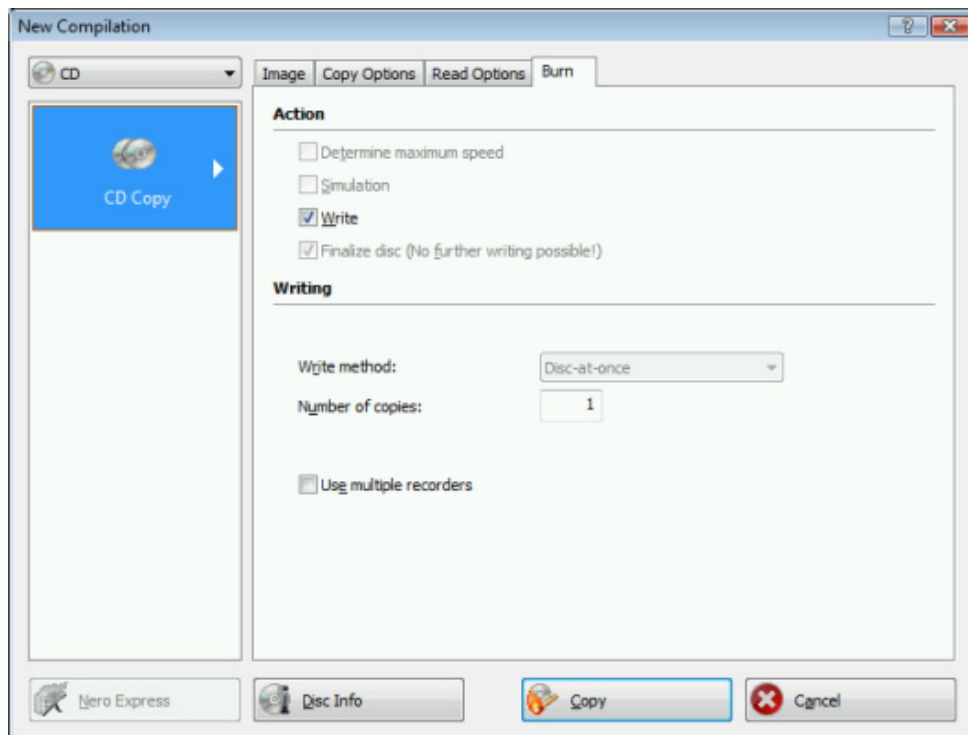 New Compilation
CD
Image Copy Options Read Options Burn
CD Copy
Action
Determine maximum speed
Simulation
Write
Finalize disc (No further writing possible!)
Writing
Write method: Disc-at-once
Number of copies: 1
Use multiple recorders
Nero Express Disc Info Copy Cancel